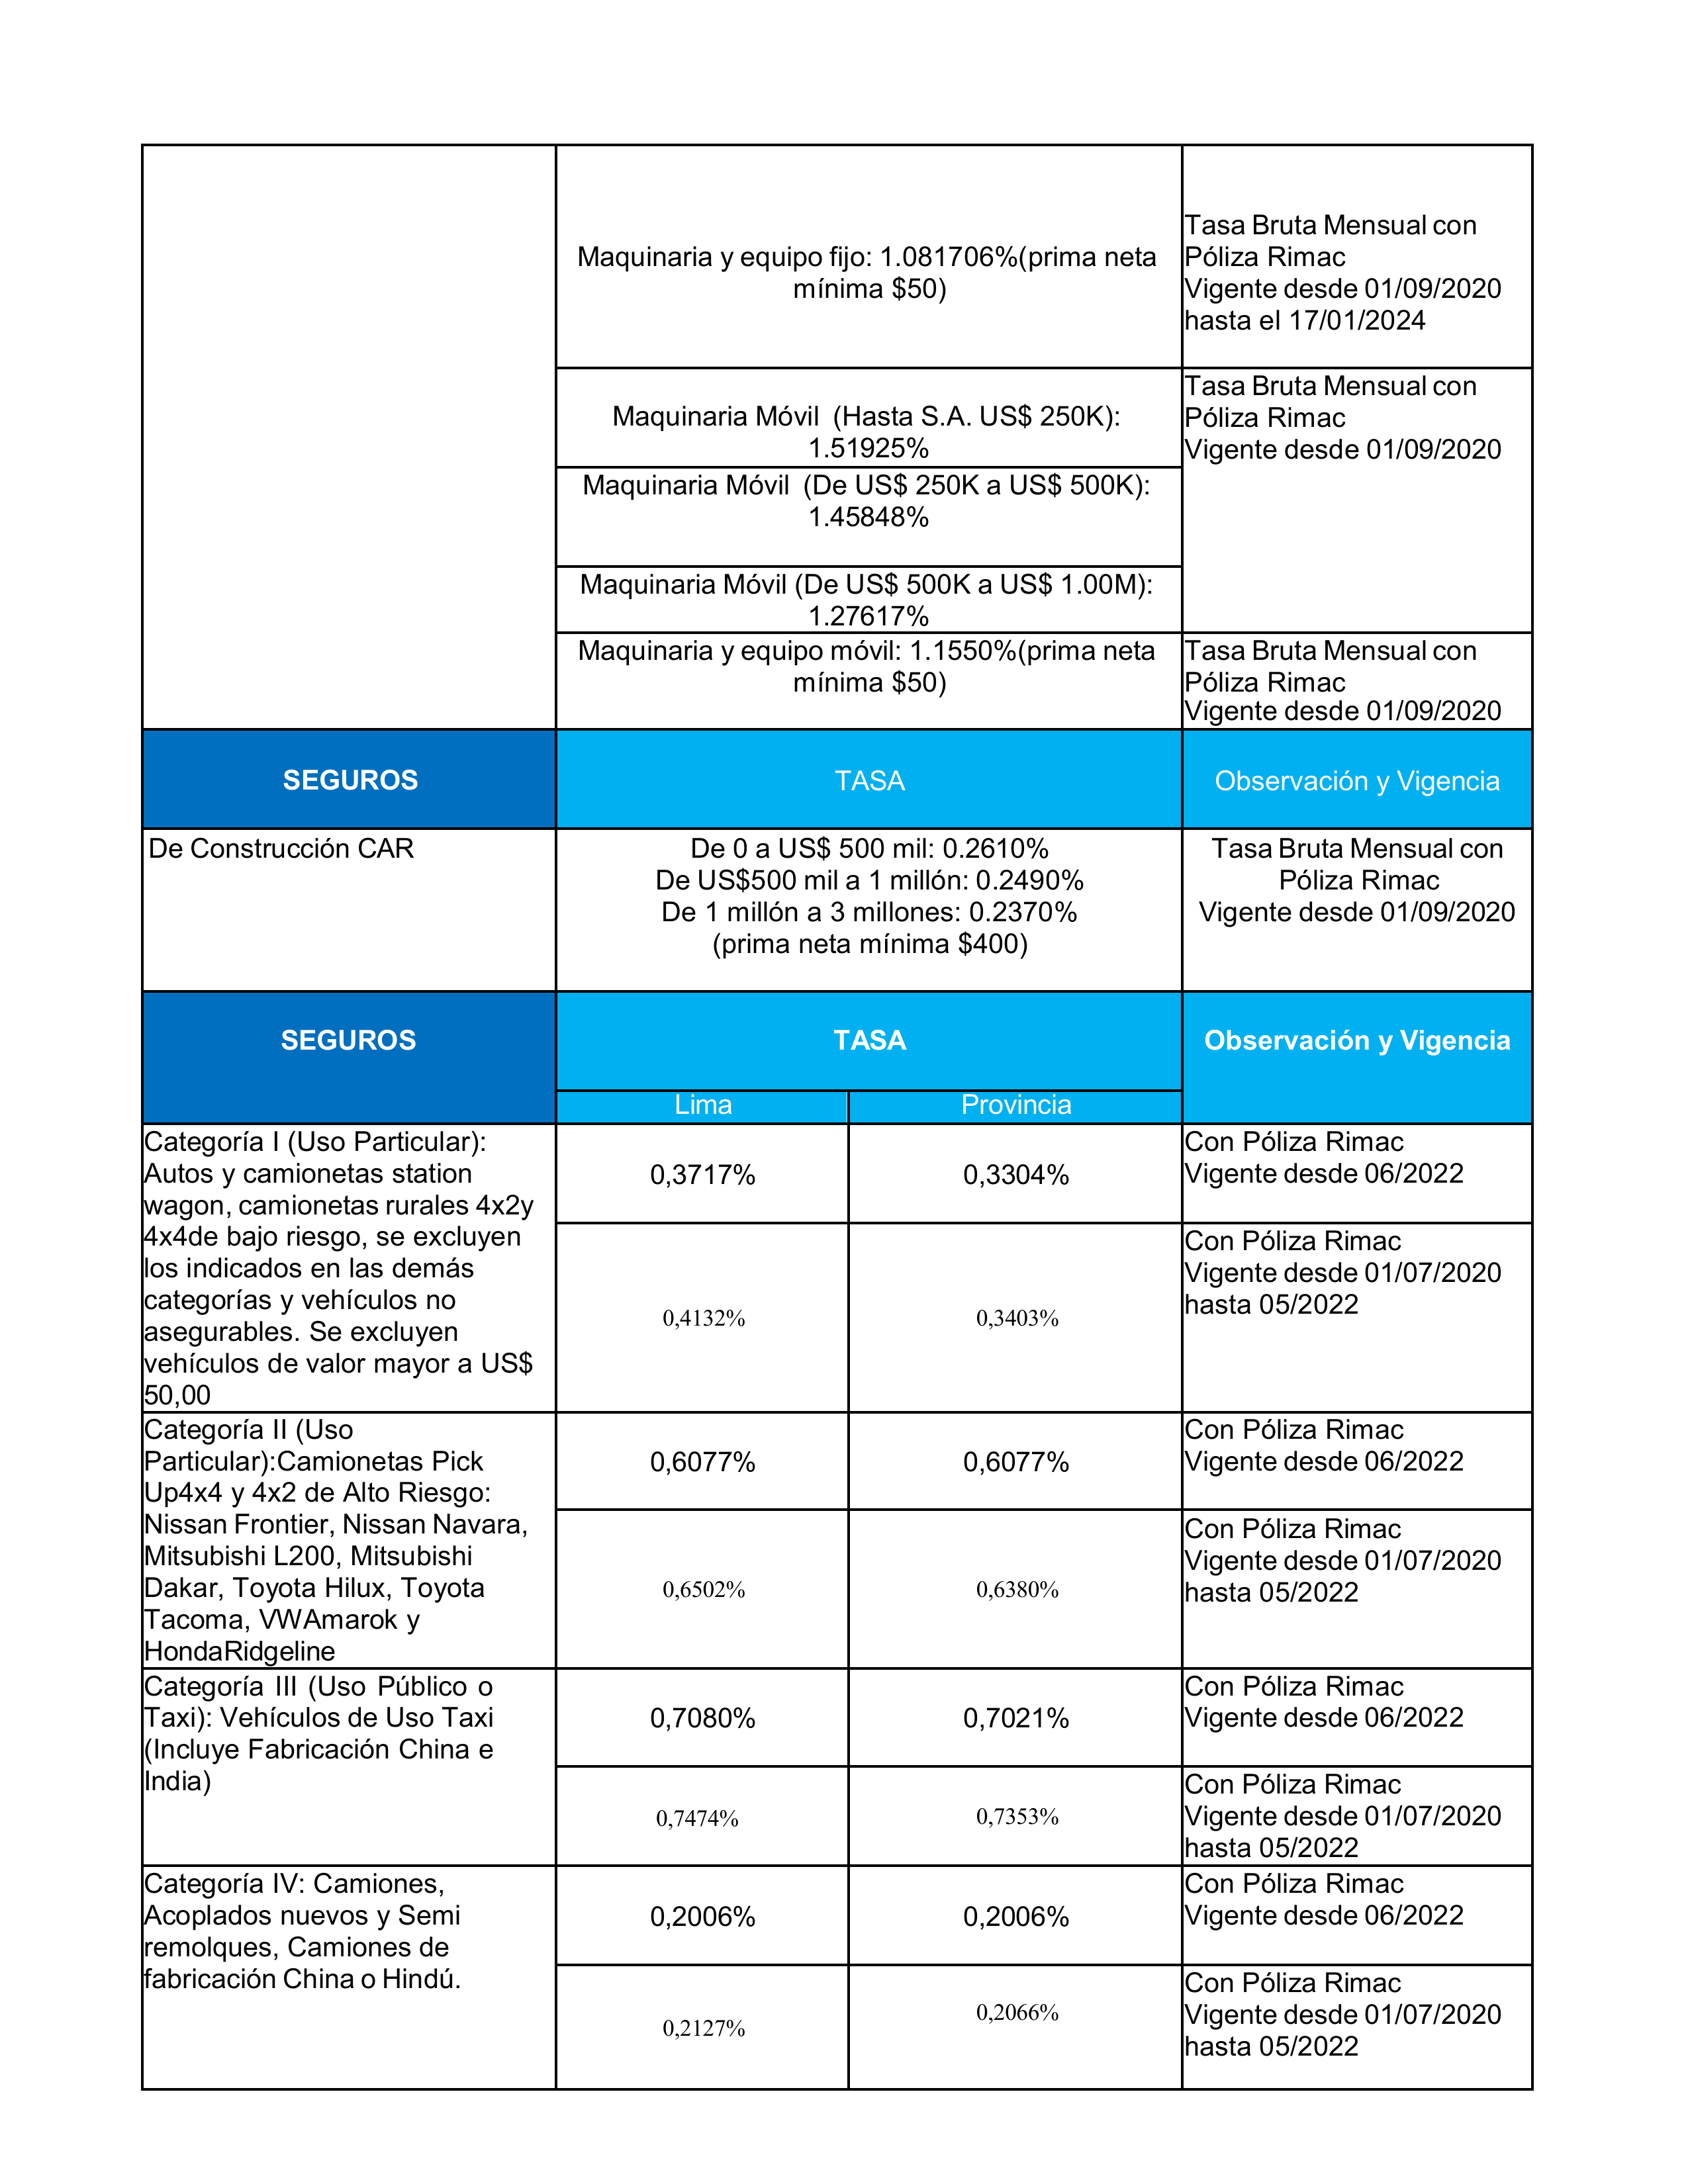 Maquinaria y equipo fijo: 1.081706%(prima neta
mínima $50)
Tasa Bruta Mensual con
Póliza Rimac
Vigente desde 01/09/2020
hasta el 17/01/2024
Maquinaria Móvil  (Hasta S.A. US$ 250K):
1.51925%
Tasa Bruta Mensual con
Póliza Rimac
Vigente desde 01/09/2020
Maquinaria Móvil  (De US$ 250K a US$ 500K):
1.45848%
Maquinaria Móvil (De US$ 500K a US$ 1.00M):
1.27617%
Maquinaria y equipo móvil: 1.1550%(prima neta
mínima $50)
Tasa Bruta Mensual con
Póliza Rimac
Vigente desde 01/09/2020
SEGUROS
TASA
Observación y Vigencia
De Construcción CAR
De 0 a US$ 500 mil: 0.2610%
De US$500 mil a 1 millón: 0.2490%
De 1 millón a 3 millones: 0.2370%
(prima neta mínima $400)
Tasa Bruta Mensual con
Póliza Rimac
Vigente desde 01/09/2020
SEGUROS
TASA
Observación y Vigencia
Lima
Provincia
Categoría I (Uso Particular):
Autos y camionetas station
wagon, camionetas rurales 4x2y
4x4de bajo riesgo, se excluyen
los indicados en las demás
categorías y vehículos no
asegurables. Se excluyen
vehículos de valor mayor a US$
50,00
0,3717%
0,3304%
Con Póliza Rimac
Vigente desde 06/2022
0,4132%
0,3403%
Con Póliza Rimac
Vigente desde 01/07/2020
hasta 05/2022
Categoría II (Uso
Particular):Camionetas Pick
Up4x4 y 4x2 de Alto Riesgo:
Nissan Frontier, Nissan Navara,
Mitsubishi L200, Mitsubishi
Dakar, Toyota Hilux, Toyota
Tacoma, VWAmarok y
HondaRidgeline
0,6077%
0,6077%
Con Póliza Rimac
Vigente desde 06/2022
0,6502%
0,6380%
Con Póliza Rimac
Vigente desde 01/07/2020
hasta 05/2022
Categoría III (Uso Público o
Taxi): Vehículos de Uso Taxi
(Incluye Fabricación China e
India)
0,7080%
0,7021%
Con Póliza Rimac
Vigente desde 06/2022
0,7474%
0,7353%
Con Póliza Rimac
Vigente desde 01/07/2020
hasta 05/2022
Categoría IV: Camiones,
Acoplados nuevos y Semi
remolques, Camiones de
fabricación China o Hindú.
0,2006%
0,2006%
Con Póliza Rimac
Vigente desde 06/2022
0,2127%
0,2066%
Con Póliza Rimac
Vigente desde 01/07/2020
hasta 05/2022